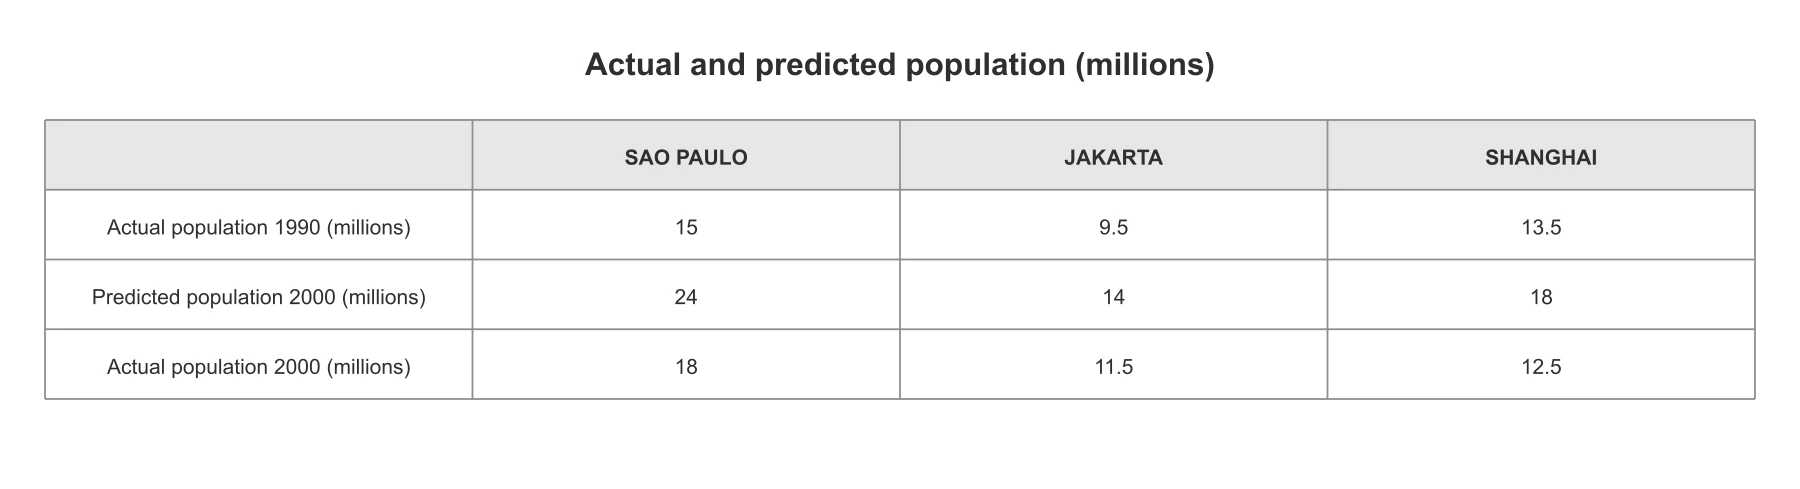 Actual and predicted population (millions)
SAO PAULO JAKARTA SHANGHAI
Actual population 1990 (millions) 15 9.5 13.5
Predicted population 2000 (millions) 24 14 18
Actual population 2000 (millions) 18 11.5 12.5